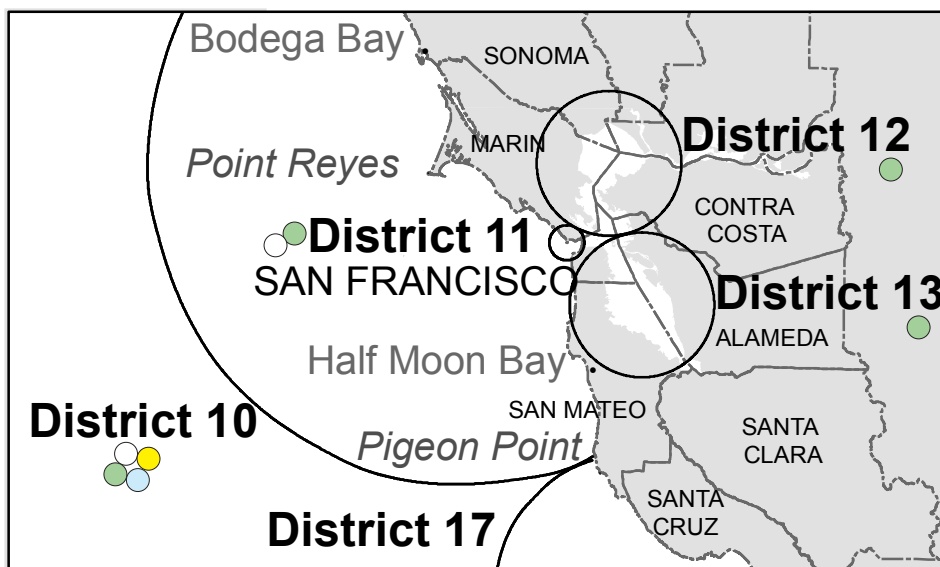 Bodega Bay
SONOMA
District 12
MARIN
Point Reyes
CONTRA
COSTA
District 11
SAN FRANCISCO
District 13
ALAMEDA
Half Moon Bay
SAN MATEO
District 10
Pigeon Point
SANTA
CLARA
SANTA
CRUZ
District 17